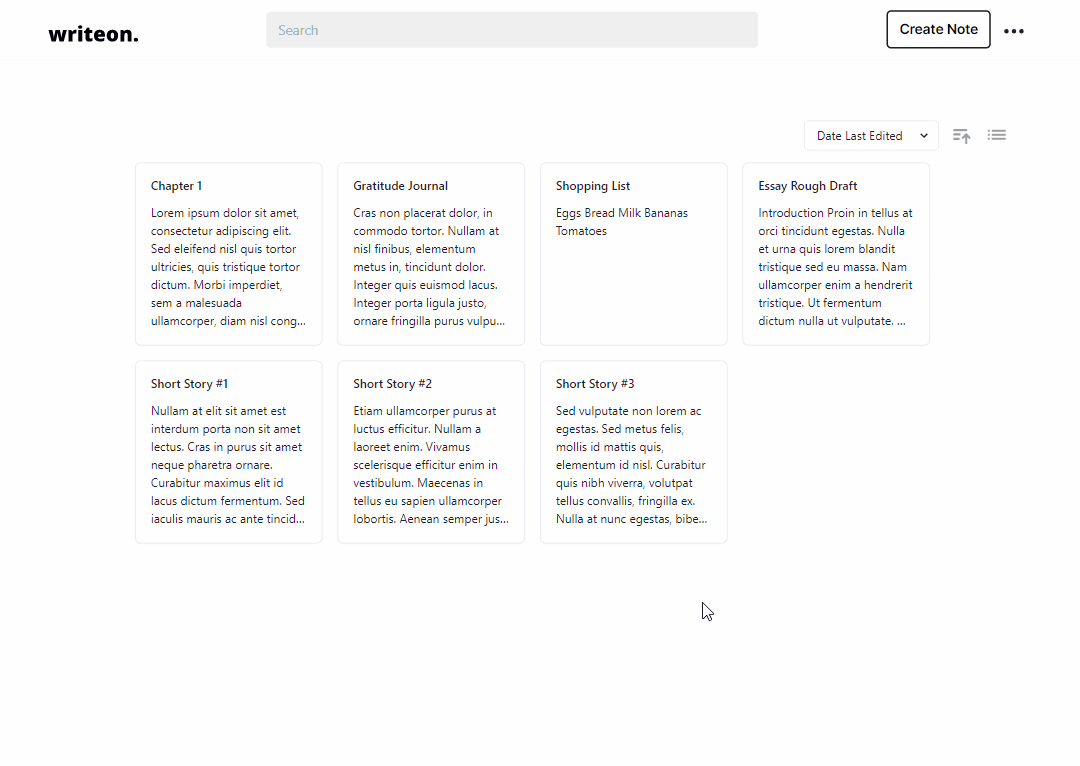 writeon.
Search
Create Note
Date Last Edited
Chapter 1
Lorem ipsum dolor sit amet,
consectetur adipiscing elit.
Sed eleifend nisl quis tortor
ultricies, quis tristique tortor
dictum. Morbi imperdiet,
sem a malesuada
ullamcorper, diam nisl cong...
Gratitude Journal
Cras non placerat dolor, in
commodo tortor. Nullam at
nisl finibus, elementum
metus in, tincidunt dolor.
Integer quis euismod lacus.
Integer porta ligula justo,
ornare fringilla purus vulpu...
Shopping List
Eggs Bread Milk Bananas
Tomatoes
Essay Rough Draft
Introduction Proin in tellus at
orci tincidunt egestas. Nulla
et urna quis lorem blandit
tristique sed eu massa. Nam
ullamcorper enim a hendrerit
tristique. Ut fermentum
dictum nulla ut vulputate. ...
Short Story #1
Nullam at elit sit amet est
interdum porta non sit amet
lectus. Cras in purus sit amet
neque pharetra ornare.
Curabitur maximus elit id
lacus dictum fermentum. Sed
iaculis mauris ac ante tincid...
Short Story #2
Etiam ullamcorper purus at
luctus efficitur. Nullam a
laoreet enim. Vivamus
scelerisque efficitur enim in
vestibulum. Maecenas in
tellus eu sapien ullamcorper
lobortis. Aenean semper jus...
Short Story #3
Sed vulputate non lorem ac
egestas. Sed metus felis,
mollis id mattis quis,
elementum id nisl. Curabitur
quis nibh viverra, volutpat
tellus convallis, fringilla ex.
Nulla at nunc egestas, bibe...